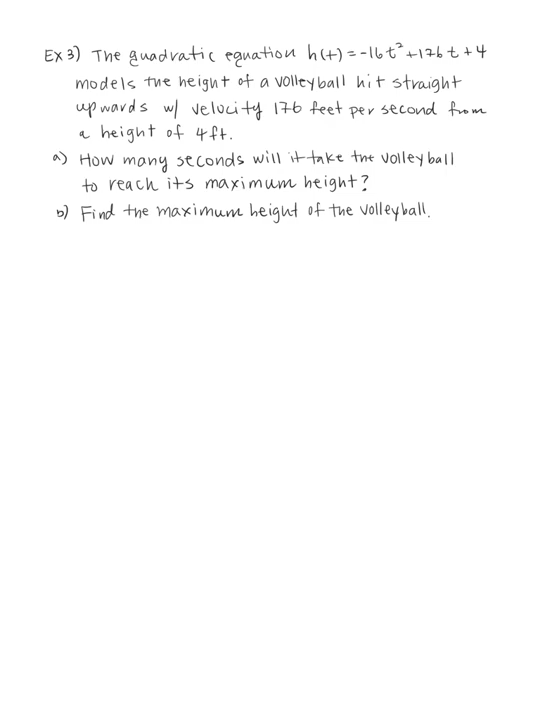 Ex 3) The quadratic equation h(t) = -16t² + 176t + 4
models the height of a volleyball hit straight
upwards w/ velocity 176 feet per second from
a height of 4ft.
a) How many seconds will it take the volleyball
to reach its maximum height?
b) Find the maximum height of the volleyball.